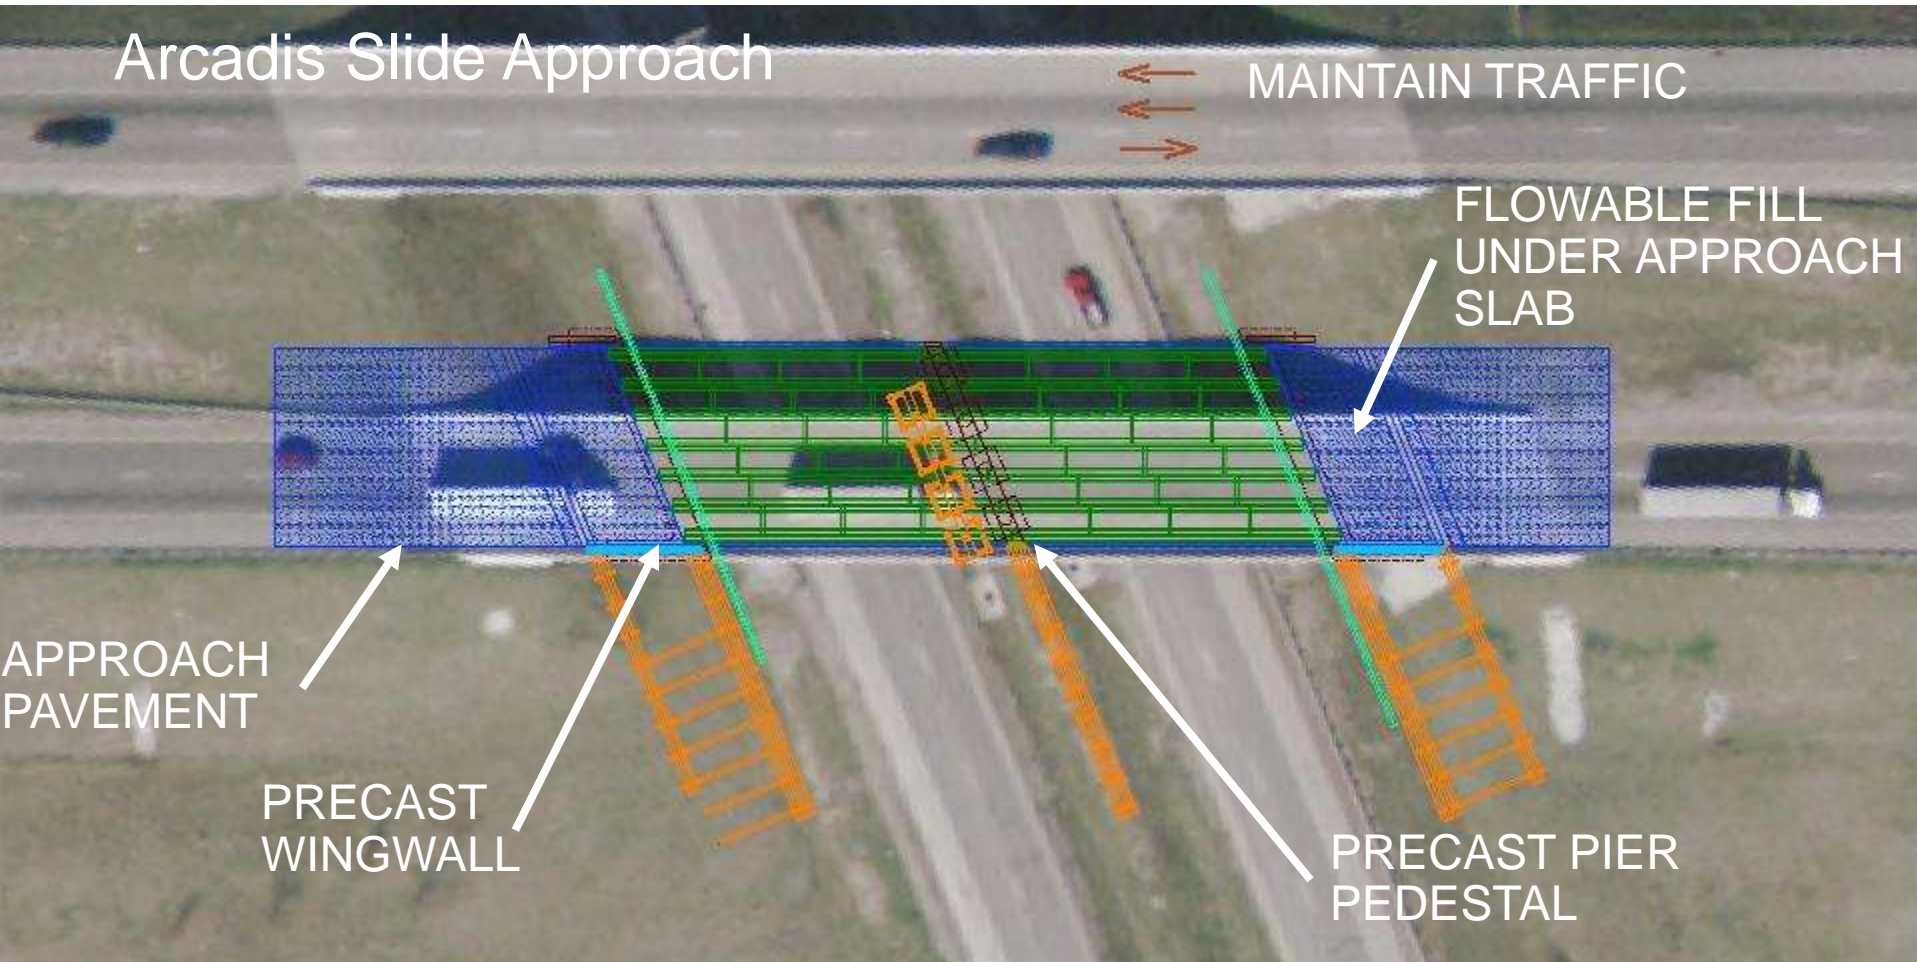 Arcadis Slide Approach
MAINTAIN TRAFFIC
FLOWABLE FILL
UNDER APPROACH
SLAB
APPROACH
PAVEMENT
PRECAST
WINGWALL
PRECAST PIER
PEDESTAL